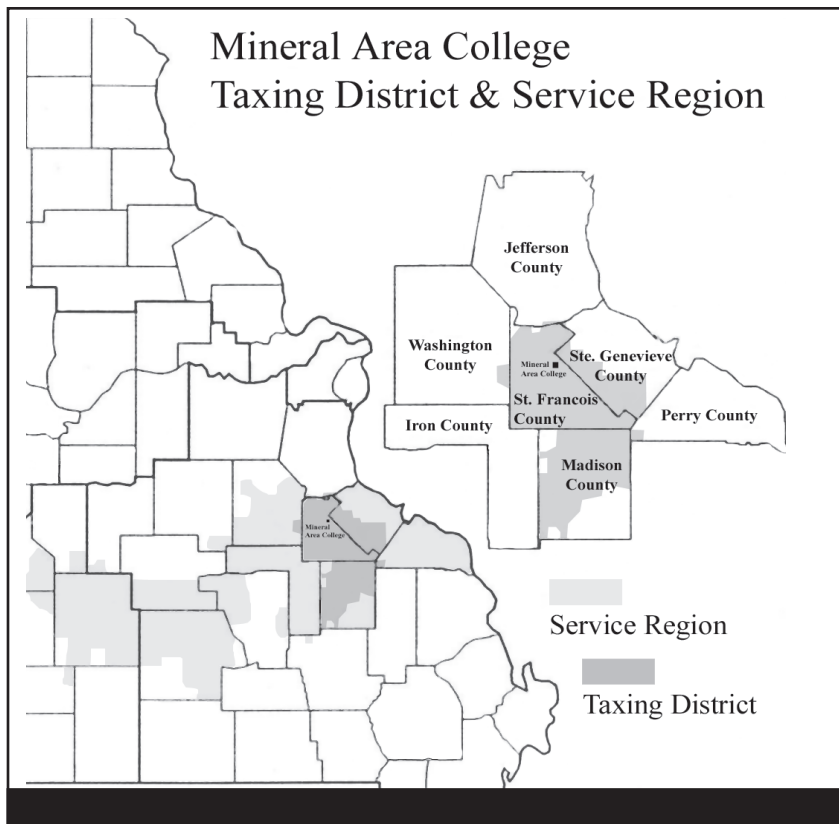 Mineral Area College
Taxing District & Service Region
Jefferson
County
Washington
County
Ste. Genevieve
County
Mineral
Area College
St. Francois
County
Iron County
Perry County
Madison
County
Mineral
Area College
Service Region
Taxing District